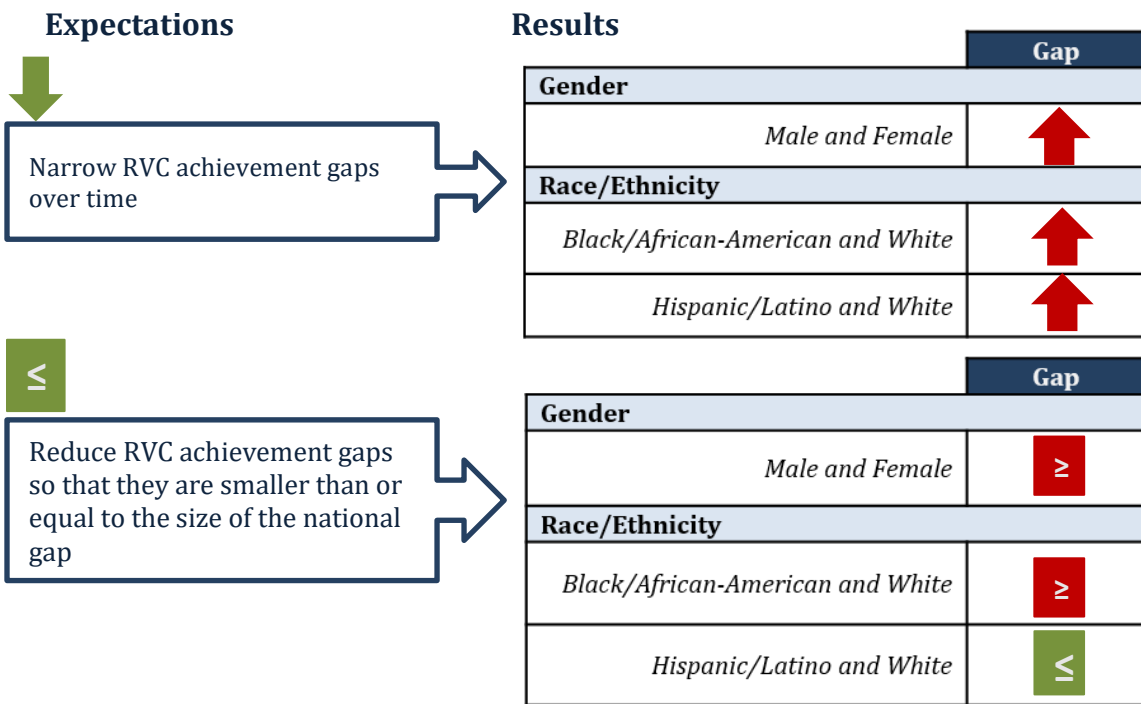 Expectations
Results
Gap
Gender
Male and Female
Race/Ethnicity
Black/African-American and White
Hispanic/Latino and White
Narrow RVC achievement gaps
over time
≤
Reduce RVC achievement gaps
so that they are smaller than or
equal to the size of the national
gap
Gap
Gender
Male and Female
≥
Race/Ethnicity
Black/African-American and White
≥
Hispanic/Latino and White
≤